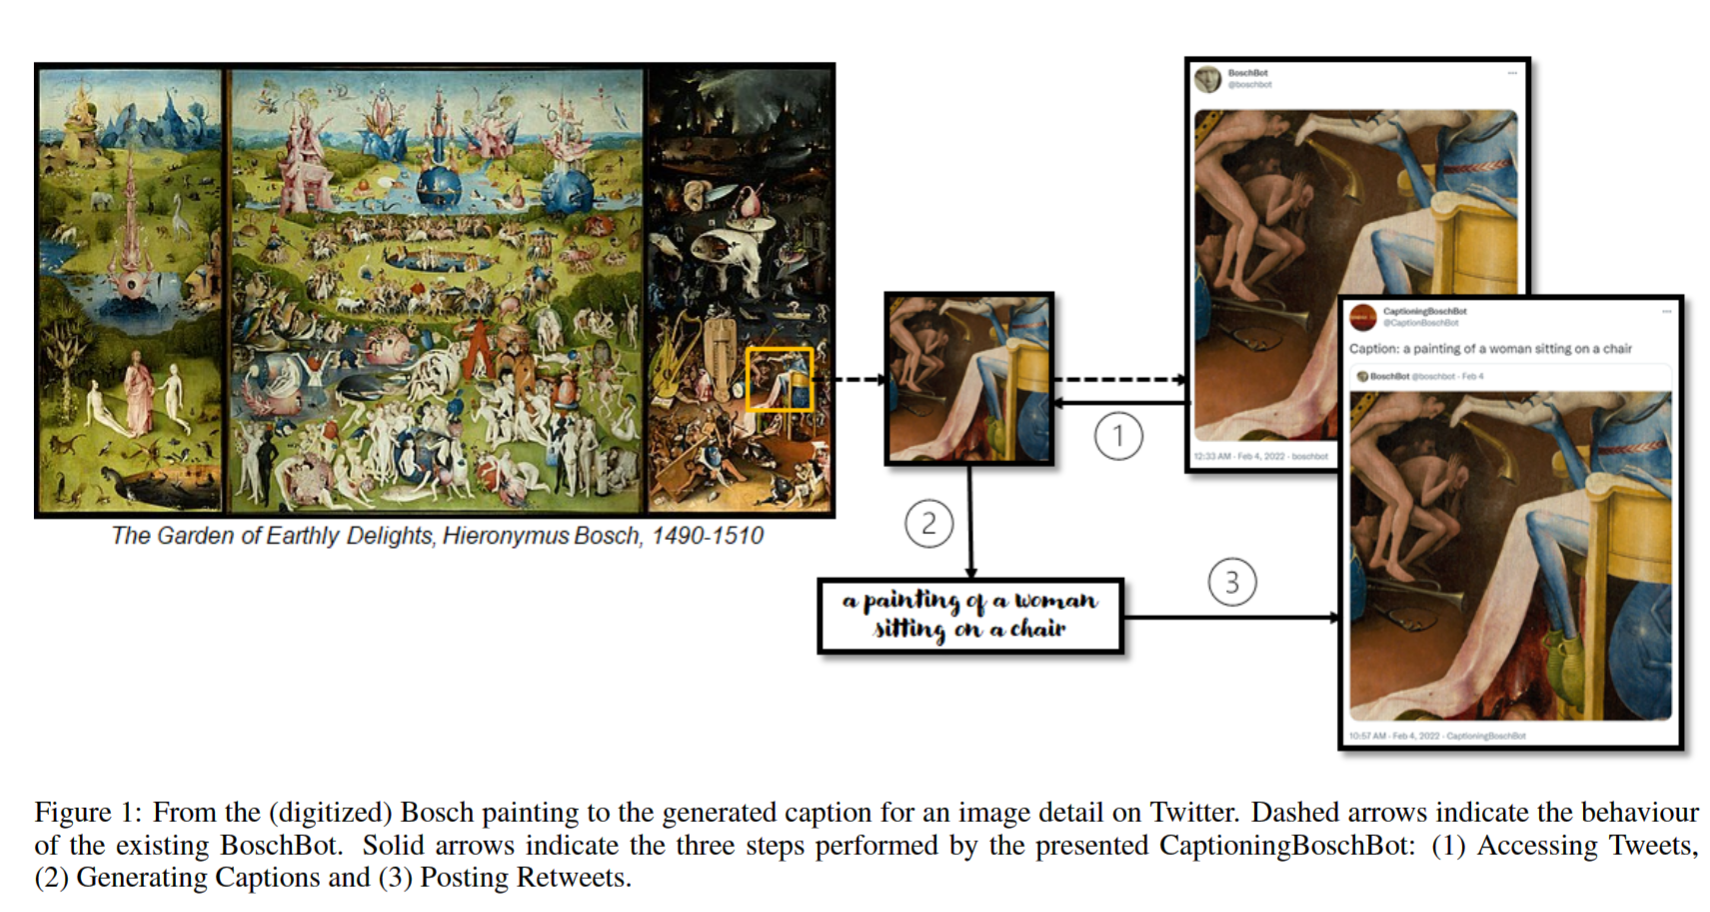 BoschBot
@boschbot
12:33 AM · Feb 4, 2022 · boschbot
CaptioningBoschBot
@CaptionBoschBot
Caption: a painting of a woman sitting on a chair
BoschBot @boschbot · Feb 4
10:57 AM · Feb 4, 2022 · CaptioningBoschBot
The Garden of Earthly Delights, Hieronymus Bosch, 1490-1510
1
2
a painting of a woman
sitting on a chair
3
Figure 1: From the (digitized) Bosch painting to the generated caption for an image detail on Twitter. Dashed arrows indicate the behaviour
of the existing BoschBot. Solid arrows indicate the three steps performed by the presented CaptioningBoschBot: (1) Accessing Tweets,
(2) Generating Captions and (3) Posting Retweets.